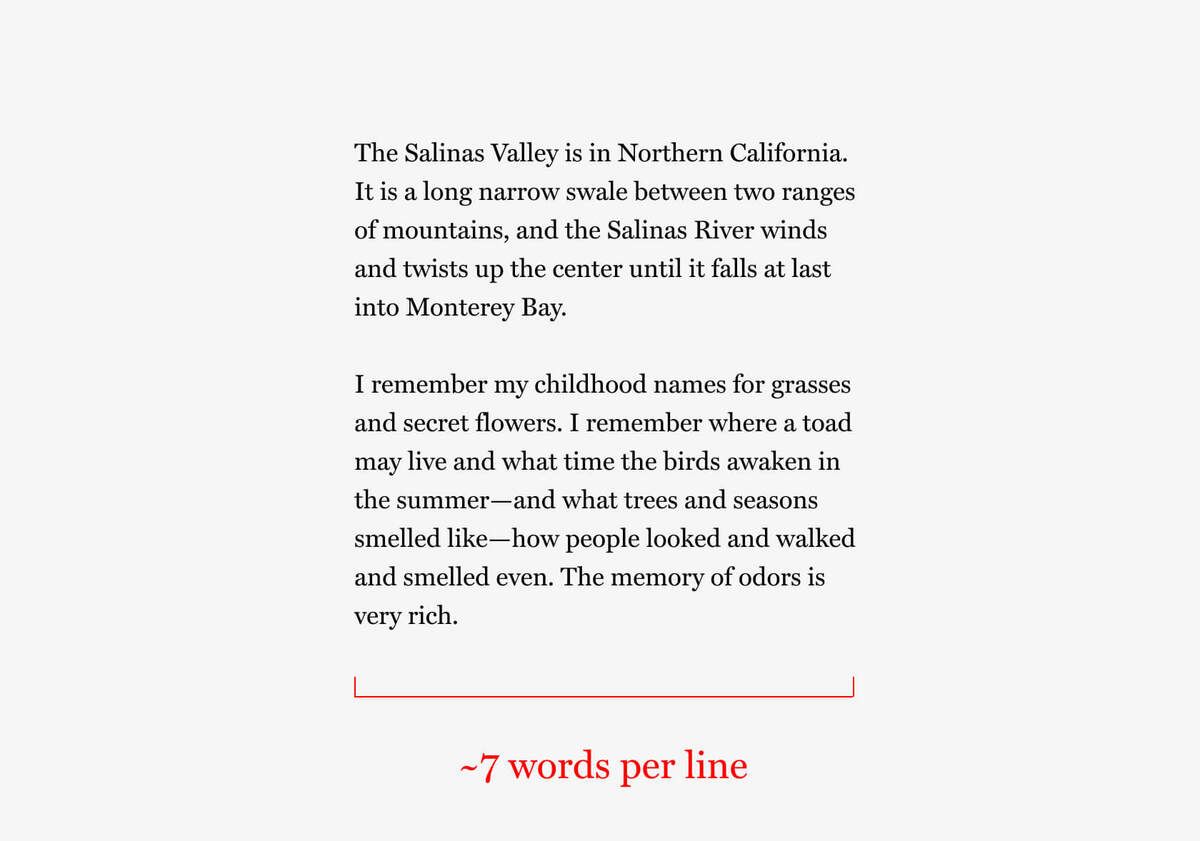 The Salinas Valley is in Northern California.
It is a long narrow swale between two ranges
of mountains, and the Salinas River winds
and twists up the center until it falls at last
into Monterey Bay.
I remember my childhood names for grasses
and secret flowers. I remember where a toad
may live and what time the birds awaken in
the summer—and what trees and seasons
smelled like—how people looked and walked
and smelled even. The memory of odors is
very rich.
~7 words per line